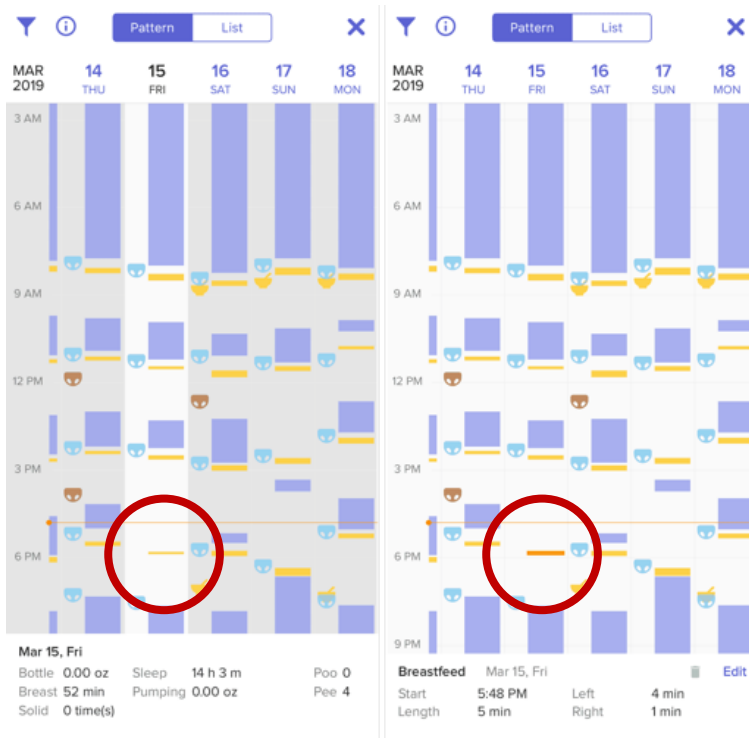 Pattern List
MAR 14 15 16 17 18
2019 THU FRI SAT SUN MON
3 AM
6 AM
9 AM
12 PM
3 PM
6 PM
Mar 15, Fri
Bottle 0.00 oz Sleep 14 h 3 m Poo 0
Breast 52 min Pumping 0.00 oz Pee 4
Solid 0 time(s)
Pattern List
MAR 14 15 16 17 18
2019 THU FRI SAT SUN MON
3 AM
6 AM
9 AM
12 PM
3 PM
6 PM
9 PM
Breastfeed Mar 15, Fri Edit
Start 5:48 PM Left 4 min
Length 5 min Right 1 min